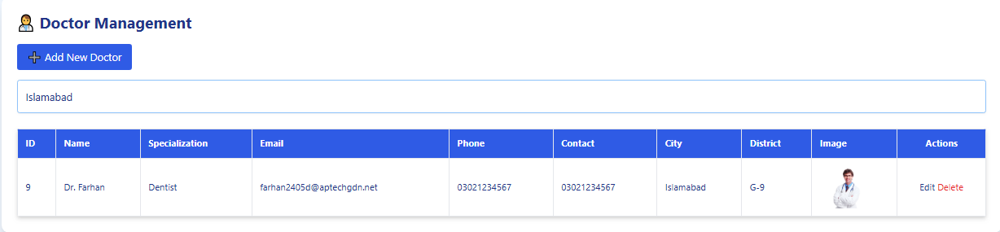 Doctor Management
➕ Add New Doctor
Islamabad
ID Name Specialization Email Phone Contact City District Image Actions
9 Dr. Farhan Dentist farhan2405d@aptechgdn.net 03021234567 03021234567 Islamabad G-9 Edit Delete